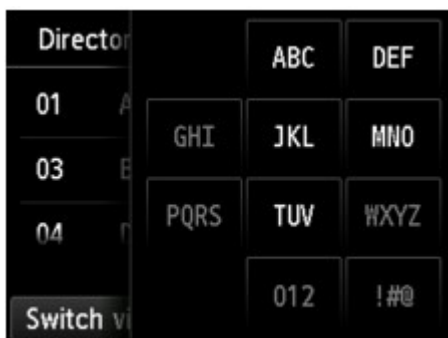 Director
01 A
03 B
04 D
Switch vi
ABC DEF
GHI JKL MNO
PQRS TUV WXYZ
012 !#@